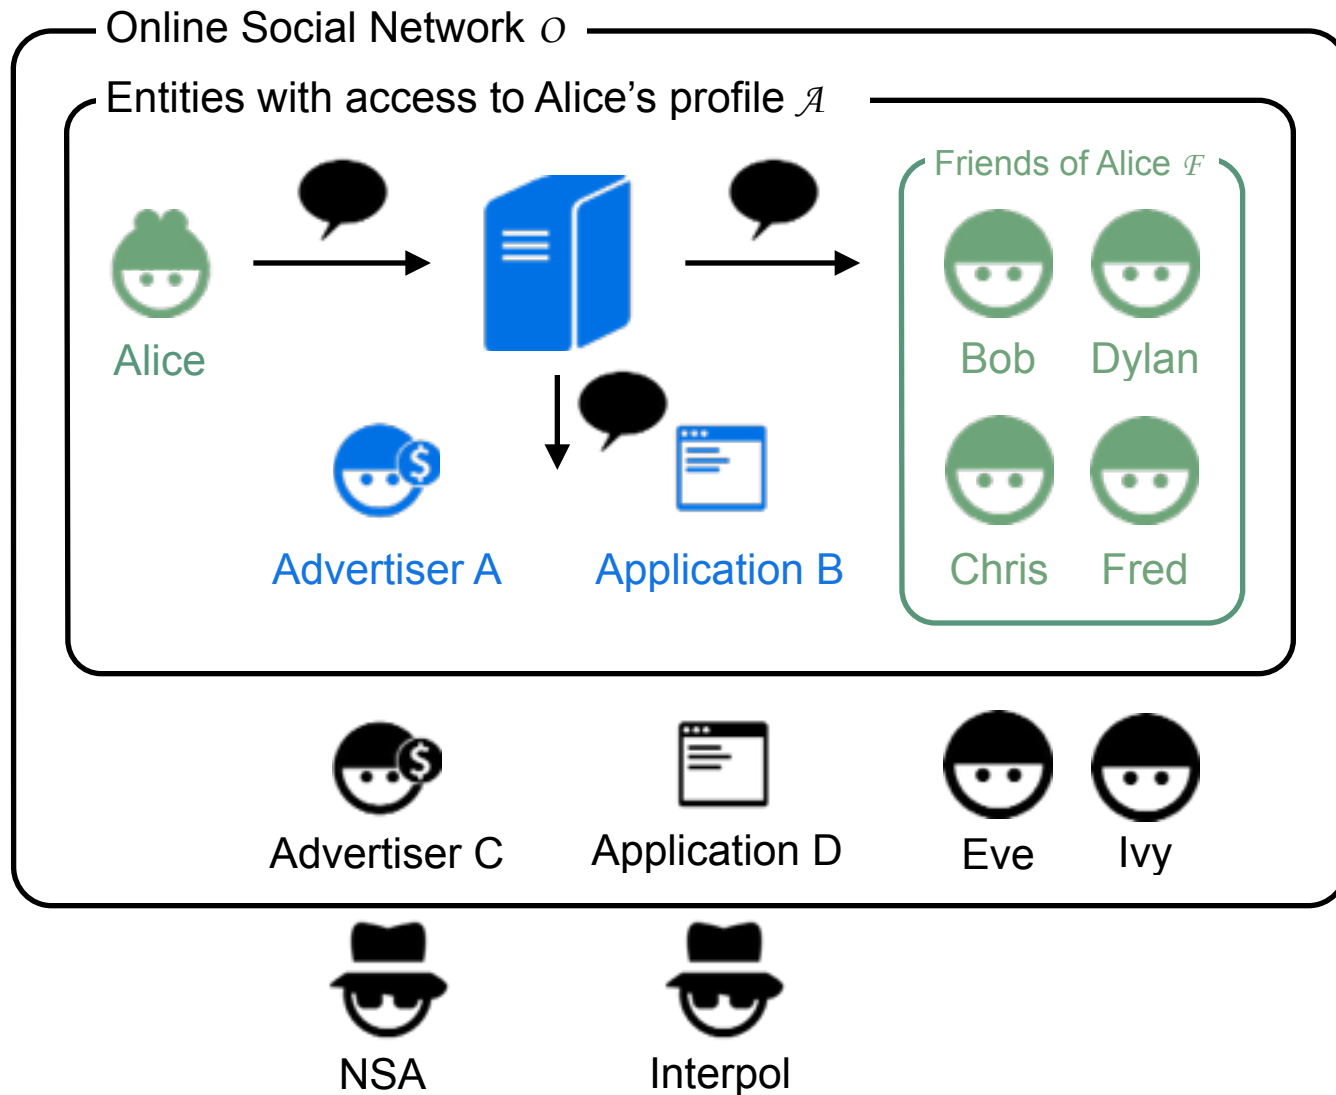 Online Social Network O
Entities with access to Alice's profile A
Friends of Alice F
Alice
Bob
Dylan
$
Advertiser A
Application B
Chris
Fred
$
Advertiser C
Application D
Eve
Ivy
NSA
Interpol